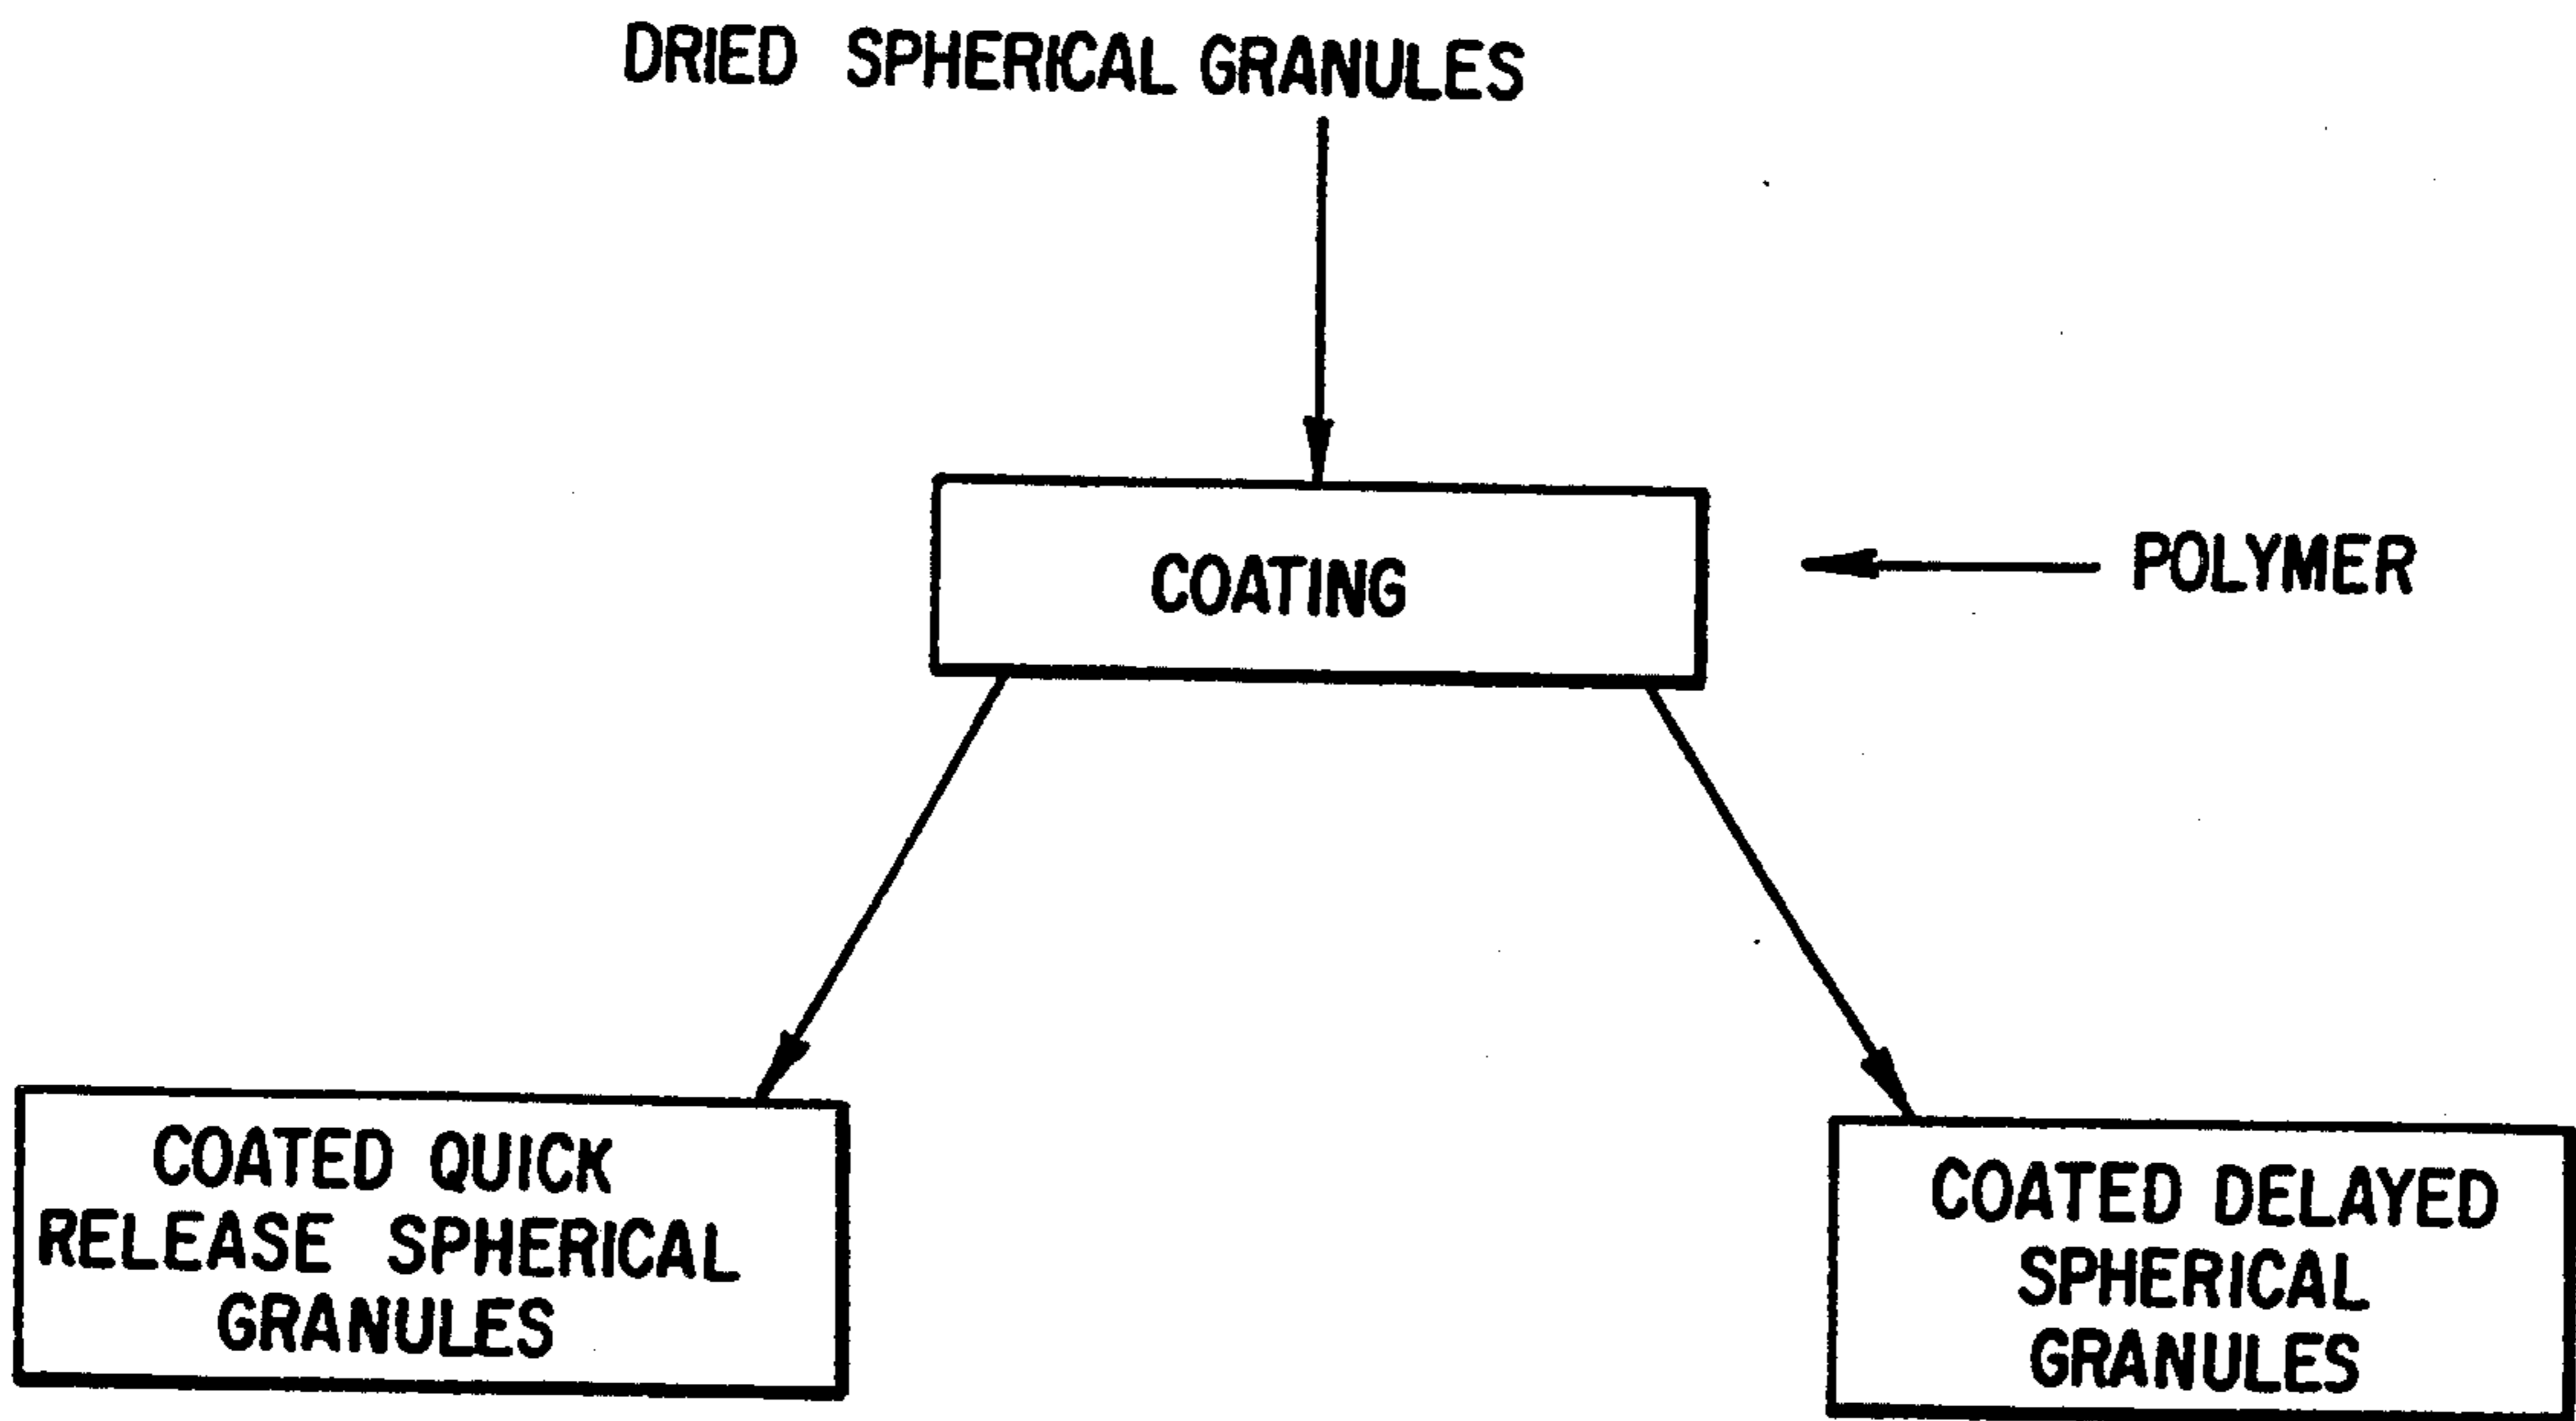 DRIED SPHERICAL GRANULES
COATING
POLYMER
COATED QUICK
RELEASE SPHERICAL
GRANULES
COATED DELAYED
SPHERICAL
GRANULES